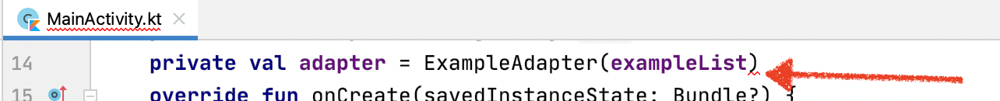 MainActivity.kt
14 private val adapter = ExampleAdapter(exampleList)
15 override fun onCreate(savedInstanceState: Bundle?) {